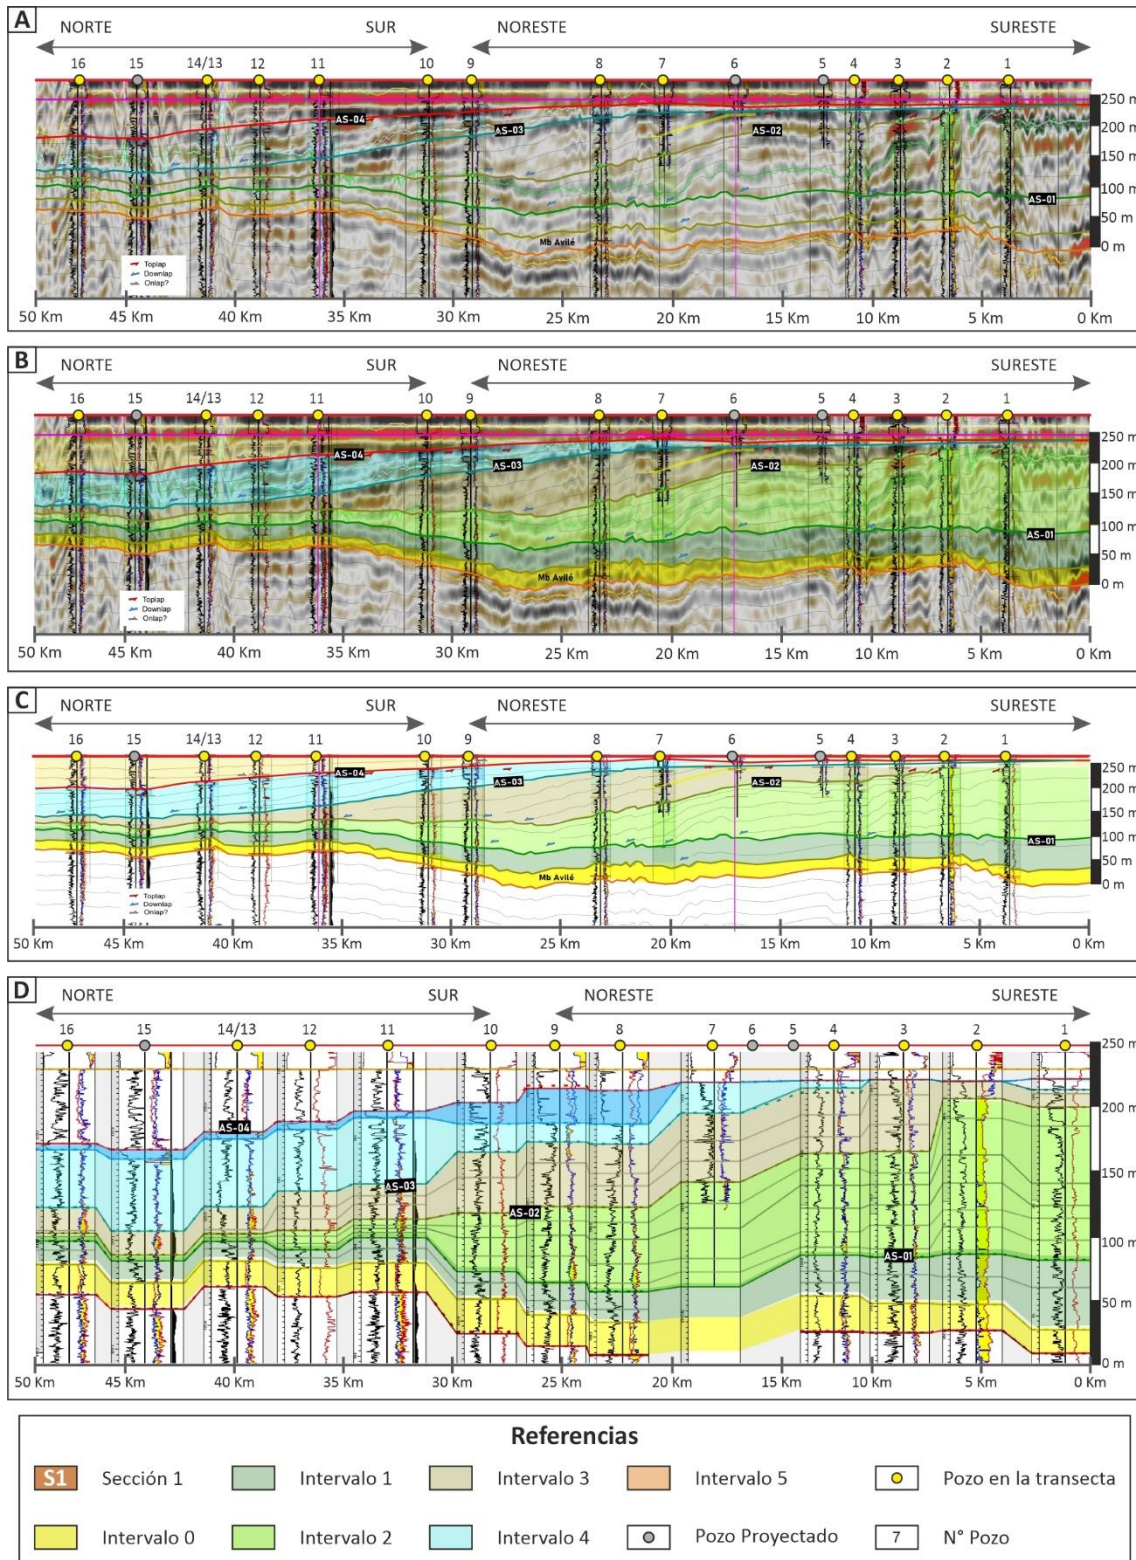 A NORTE SUR NORESTE SURESTE
16 15 14/13 12 11 10 9 8 7 6 5 4 3 2 1
AS-04 AS-03 AS-02 AS-01
Mb Avilé
Toplap
Downlap
Onlap?
250 m
200 m
150 m
100 m
50 m
0 m
50 Km 45 Km 40 Km 35 Km 30 Km 25 Km 20 Km 15 Km 10 Km 5 Km 0 Km
B NORTE SUR NORESTE SURESTE
16 15 14/13 12 11 10 9 8 7 6 5 4 3 2 1
AS-04 AS-03 AS-02 AS-01
Mb Avilé
Toplap
Downlap
Onlap?
250 m
200 m
150 m
100 m
50 m
0 m
50 Km 45 Km 40 Km 35 Km 30 Km 25 Km 20 Km 15 Km 10 Km 5 Km 0 Km
C NORTE SUR NORESTE SURESTE
16 15 14/13 12 11 10 9 8 7 6 5 4 3 2 1
AS-04 AS-03 AS-02 AS-01
Mb Avilé
Toplap
Downlap
Onlap?
250 m
200 m
150 m
100 m
50 m
0 m
50 Km 45 Km 40 Km 35 Km 30 Km 25 Km 20 Km 15 Km 10 Km 5 Km 0 Km
D NORTE SUR NORESTE SURESTE
16 15 14/13 12 11 10 9 8 7 6 5 4 3 2 1
AS-04 AS-03 AS-02 AS-01
250 m
200 m
150 m
100 m
50 m
0 m
50 Km 45 Km 40 Km 35 Km 30 Km 25 Km 20 Km 15 Km 10 Km 5 Km 0 Km
Referencias
S1 Sección 1 Intervalo 1 Intervalo 3 Intervalo 5 Pozo en la transecta
Intervalo 0 Intervalo 2 Intervalo 4 Pozo Proyectado 7 N° Pozo